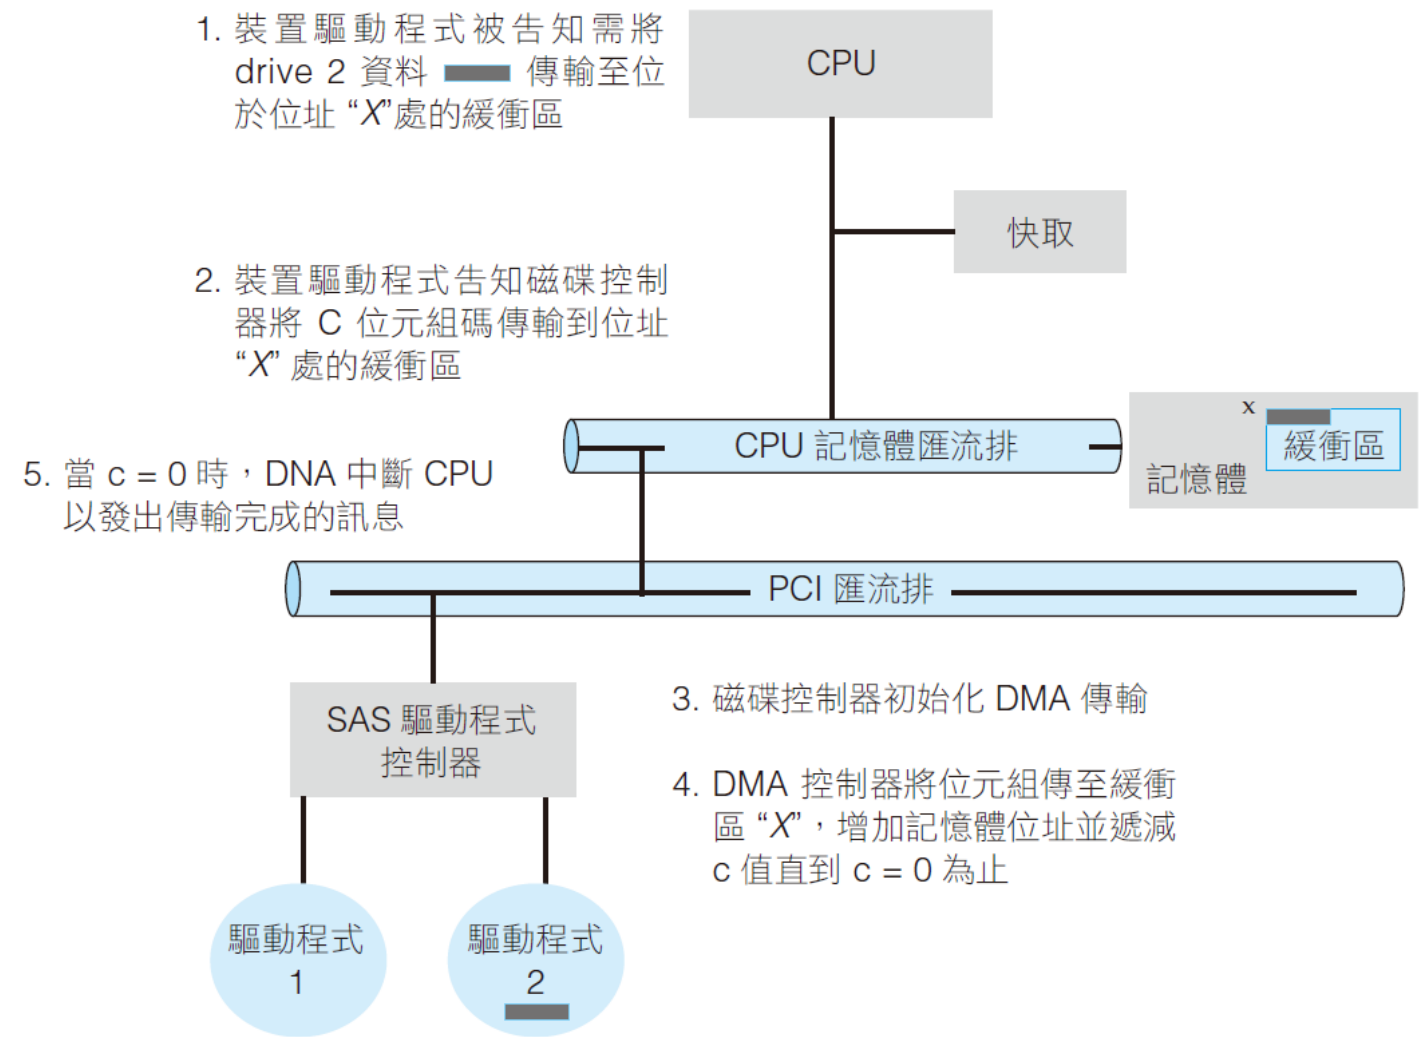 1. 裝置驅動程式被告知需將
drive 2 資料 傳輸至位
於位址 “X”處的緩衝區
CPU
快取
2. 裝置驅動程式告知磁碟控制
器將 C 位元組碼傳輸到位址
“X” 處的緩衝區
x
緩衝區
記憶體
CPU 記憶體匯流排
5. 當 c = 0 時，DNA 中斷 CPU
以發出傳輸完成的訊息
PCI 匯流排
SAS 驅動程式
控制器
3. 磁碟控制器初始化 DMA 傳輸
4. DMA 控制器將位元組傳至緩衝
區 “X”，增加記憶體位址並遞減
c 值直到 c = 0 為止
驅動程式
1
驅動程式
2